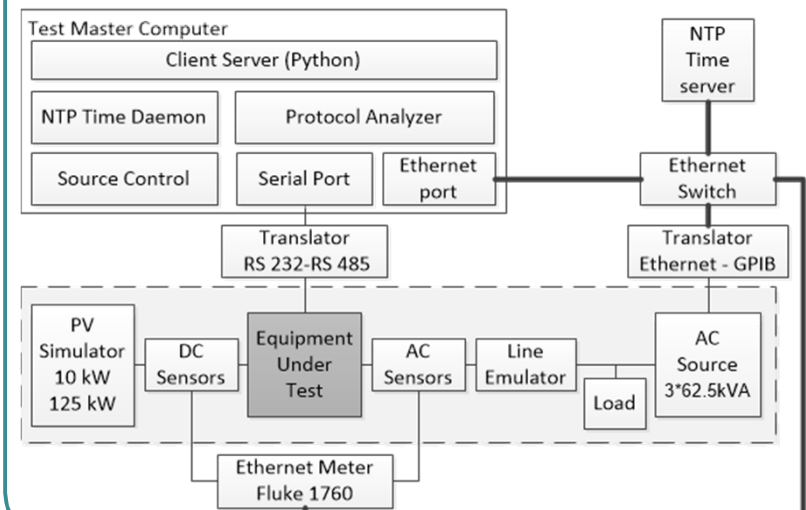 Test Master Computer
Client Server (Python)
NTP Time Daemon
Protocol Analyzer
Source Control
Serial Port
Ethernet
port
NTP
Time
server
Ethernet
Switch
Translator
RS 232-RS 485
Translator
Ethernet - GPIB
PV
Simulator
10 kW
125 kW
DC
Sensors
Equipment
Under
Test
AC
Sensors
Line
Emulator
Load
AC
Source
3*62.5kVA
Ethernet Meter
Fluke 1760